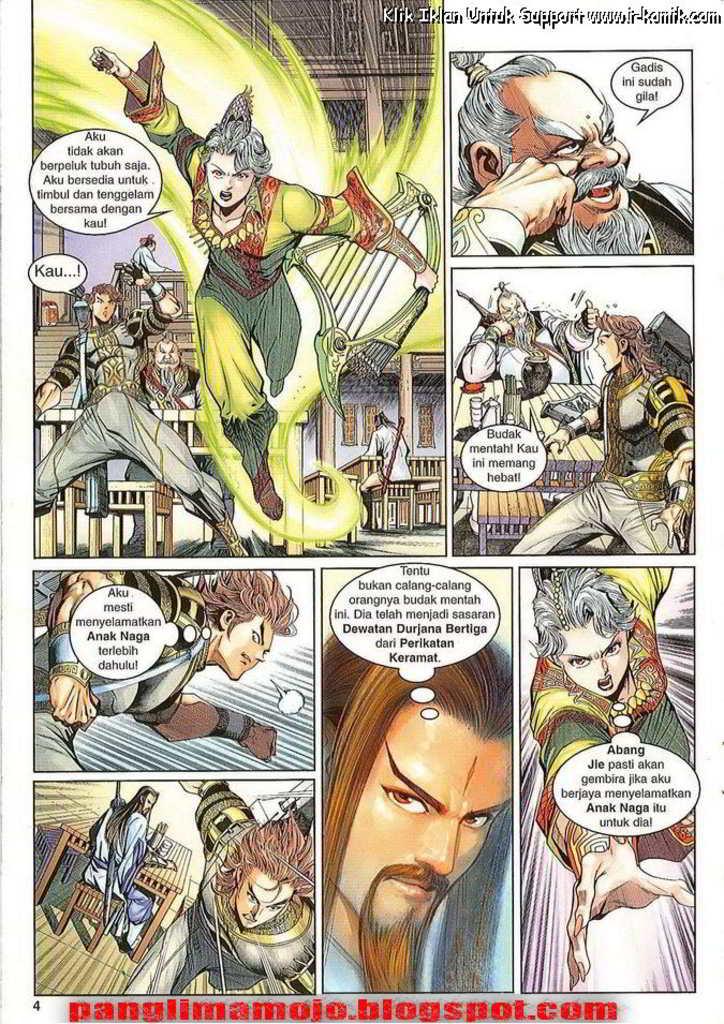 Klik Iklan Untuk Support www.ir-komik.com
Aku
tidak akan
berpeluk tubuh saja.
Aku bersedia untuk
timbul dan tenggelam
bersama dengan
kau!
Kau...!
Gadis
ini sudah
gila!
Budak
mentah! Kau
ini memang
hebat!
Aku
mesti
menyelamatkan
Anak Naga
terlebih
dahulu!
Tentu
bukan calang-calang
orangnya budak mentah
ini. Dia telah menjadi sasaran
Dewatan Durjana Bertiga
dari Perikatan
Keramat.
Abang
Jle pasti akan
gembira jika aku
berjaya menyelamatkan
Anak Naga itu
untuk dia!
4
panglimamojo.blogspot.com